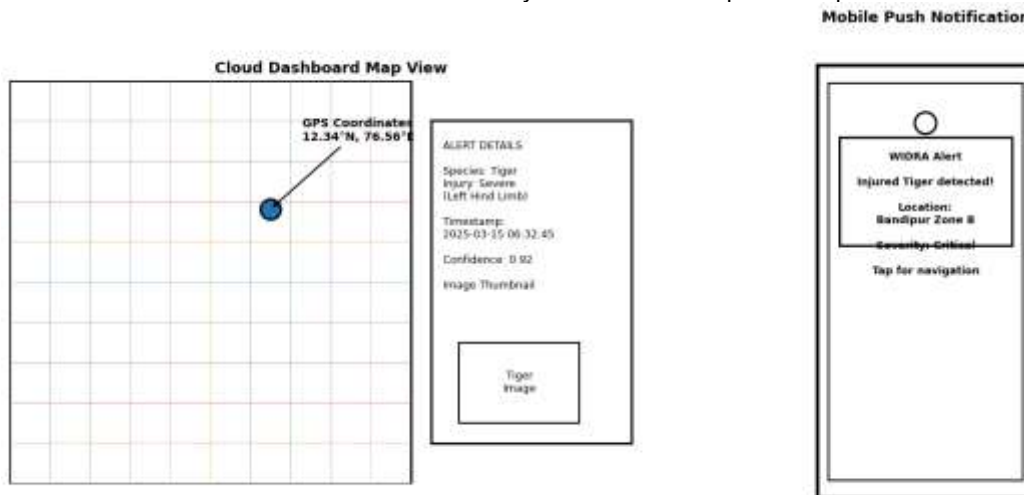 Cloud Dashboard Map View
GPS Coordinates
12.34°N, 76.56°E
ALERT DETAILS
Species: Tiger
Injury: Severe
(Left Hind Limb)
Timestamp:
2025-03-15 06:32:45
Confidence: 0.92
Image Thumbnail
Tiger
Image
Mobile Push Notification
WIORA Alert
Injured Tiger detected!
Location:
Bandipur Zone B
Severity: Critical
Tap for navigation